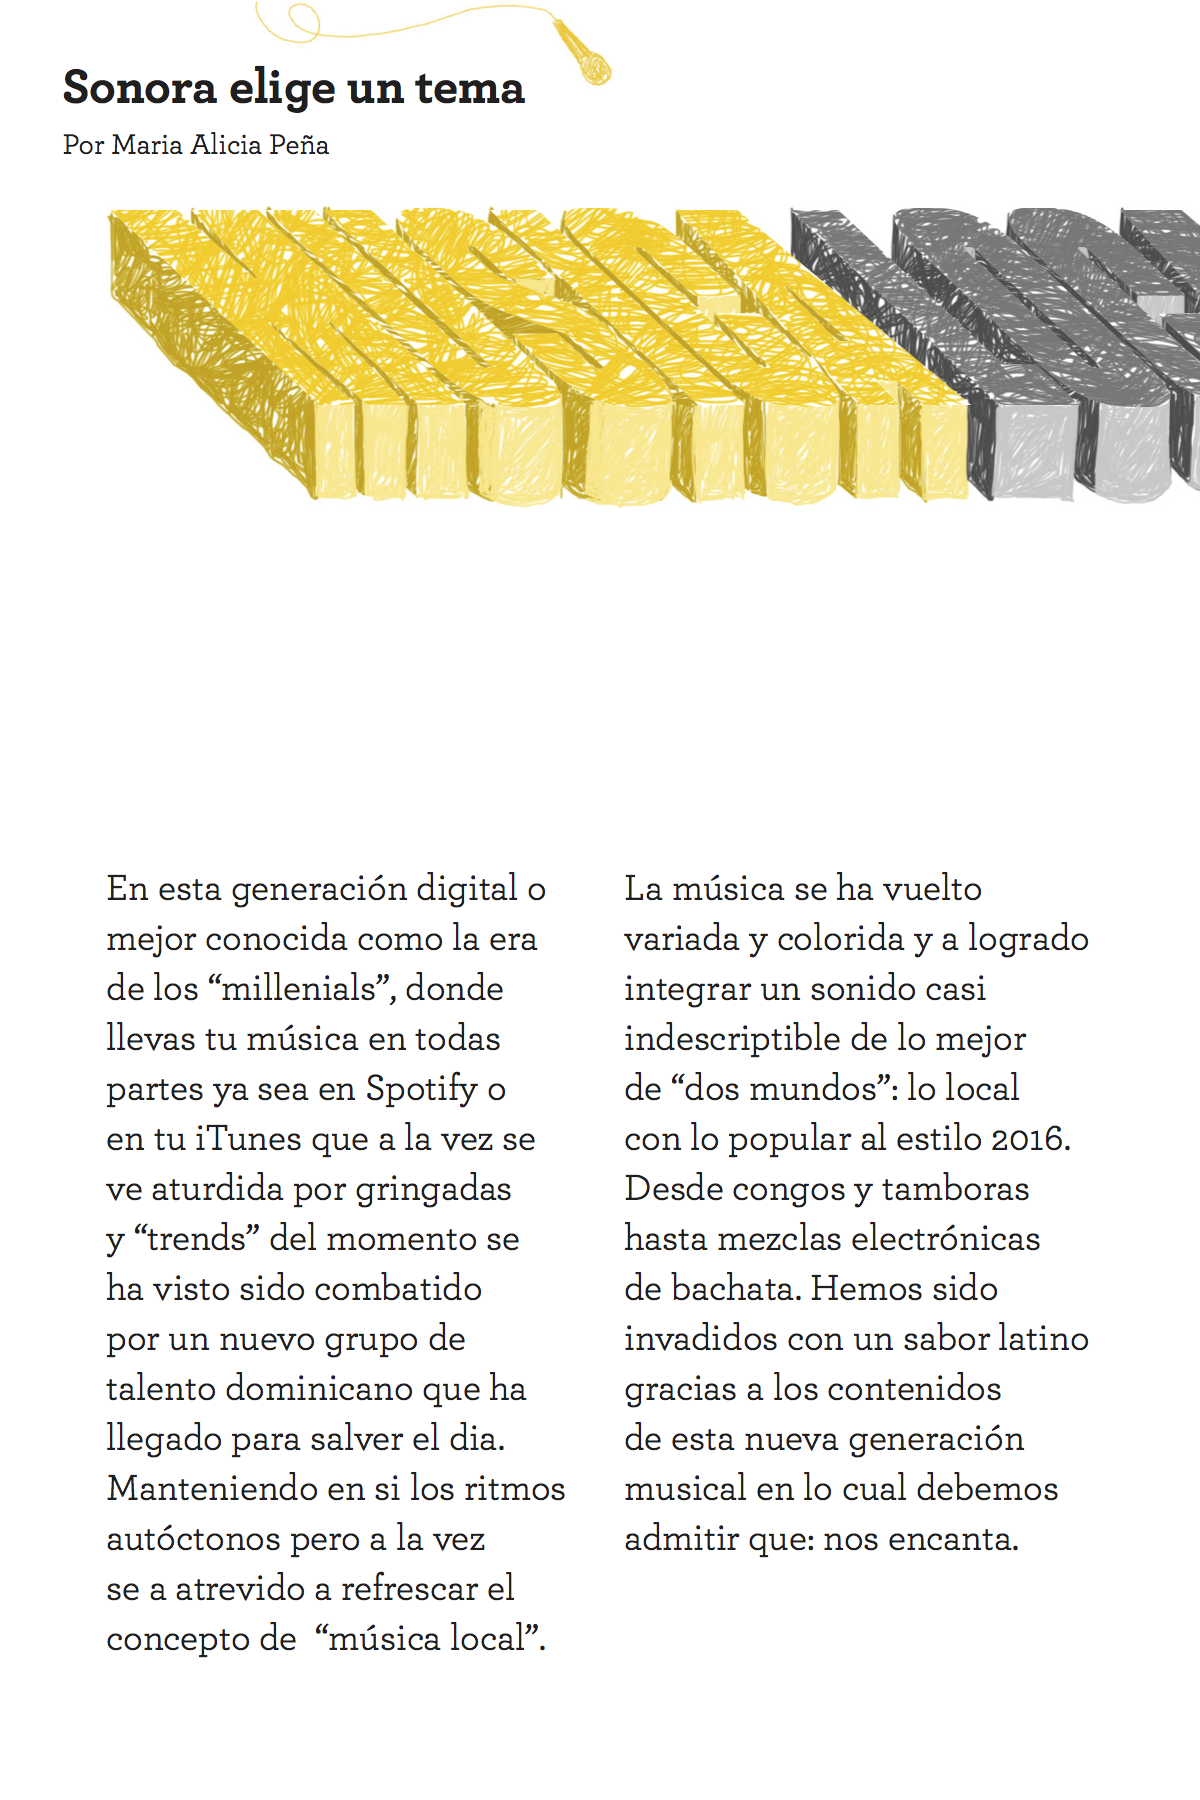 Sonora elige un tema
Por Maria Alicia Peña
En esta generación digital o
mejor conocida como la era
de los “millenials”, donde
llevas tu música en todas
partes ya sea en Spotify o
en tu iTunes que a la vez se
ve aturdida por gringadas
y “trends” del momento se
ha visto sido combatido
por un nuevo grupo de
talento dominicano que ha
llegado para salver el dia.
Manteniendo en si los ritmos
autóctonos pero a la vez
se a atrevido a refrescar el
concepto de  “música local”.
La música se ha vuelto
variada y colorida y a logrado
integrar un sonido casi
indescriptible de lo mejor
de “dos mundos”: lo local
con lo popular al estilo 2016.
Desde congos y tamboras
hasta mezclas electrónicas
de bachata. Hemos sido
invadidos con un sabor latino
gracias a los contenidos
de esta nueva generación
musical en lo cual debemos
admitir que: nos encanta.